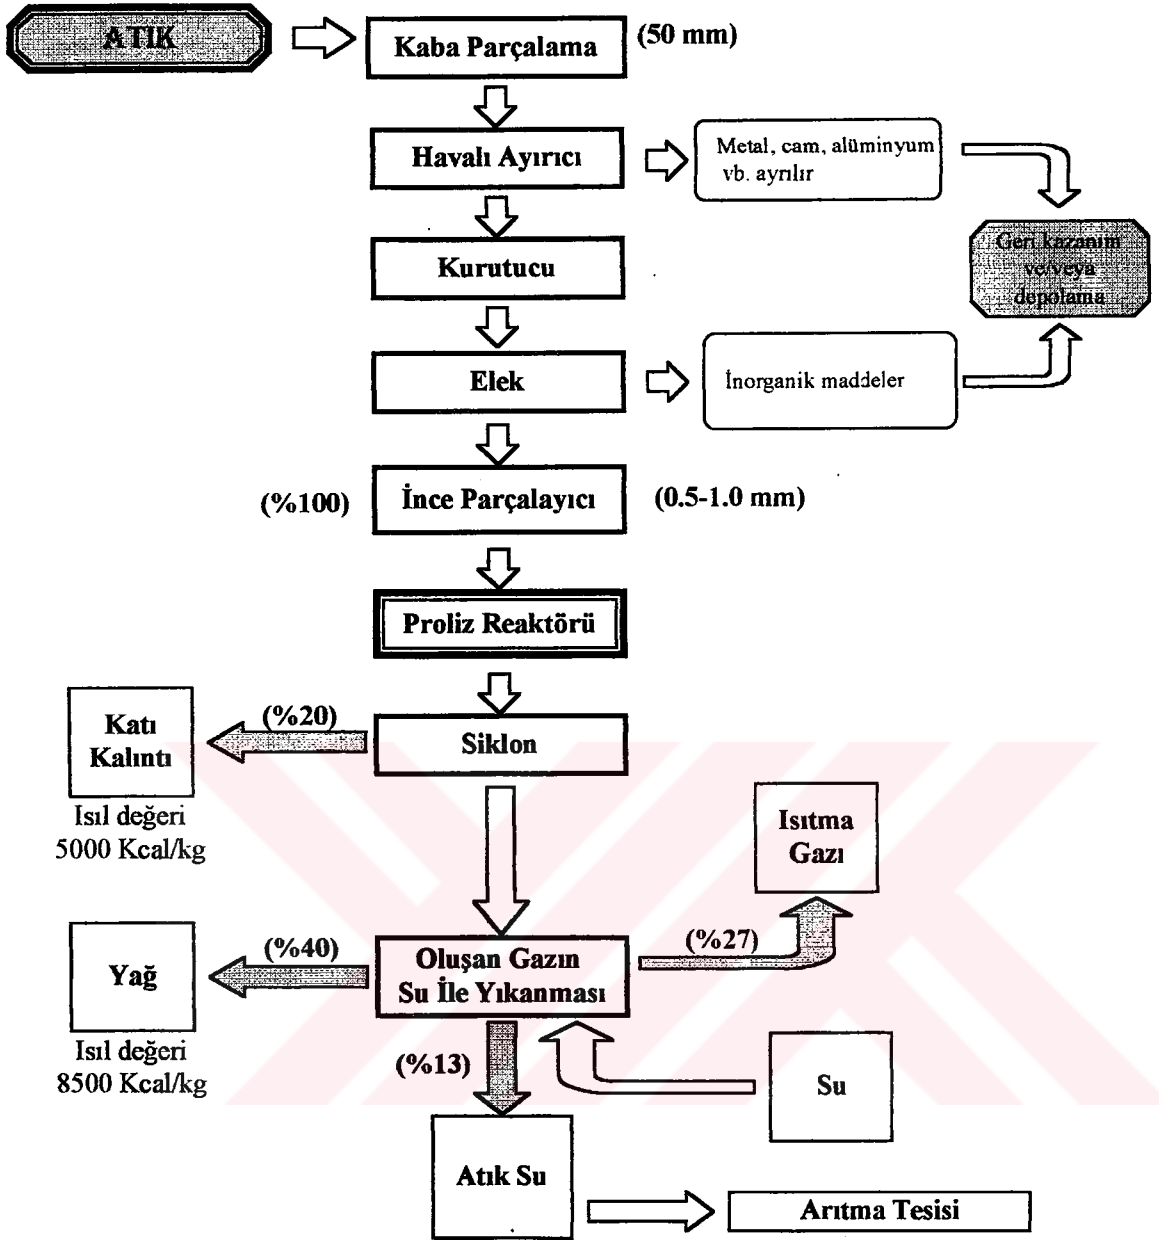 ATIK
Kaba Parçalama
(50 mm)
Havalı Ayırıcı
Metal, cam, alüminyum
vb. ayrılır
Kurutucu
Geri kazanım
ve/veya
depolama
Elek
İnorganik maddeler
(%100)
İnce Parçalayıcı
(0.5-1.0 mm)
Proliz Reaktörü
Katı
Kalıntı
(%20)
Siklon
Isıl değeri
5000 Kcal/kg
Isıtma
Gazı
Yağ
(%40)
Oluşan Gazın
Su İle Yıkanması
(%27)
Isıl değeri
8500 Kcal/kg
(%13)
Su
Atık Su
Arıtma Tesisi